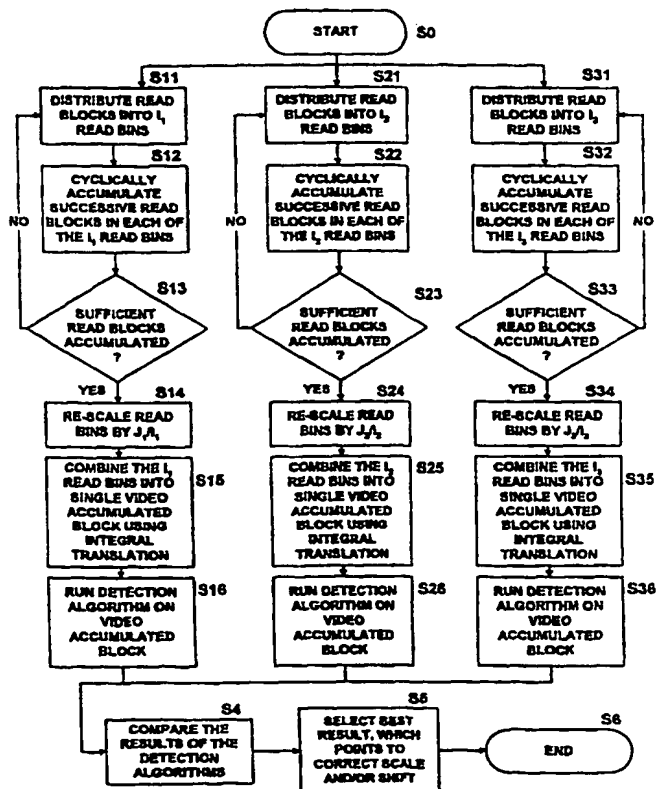 START
S0
S11
DISTRIBUTE READ
BLOCKS INTO I₁
READ BINS
S12
CYCLICALLY
ACCUMULATE
SUCCESSIVE READ
BLOCKS IN EACH OF
THE I₁ READ BINS
NO
S13
SUFFICIENT
READ BLOCKS
ACCUMULATED
?
YES
S14
RE-SCALE READ
BINS BY J₁/I₁
COMBINE THE I₁
READ BINS INTO
SINGLE VIDEO
ACCUMULATED
BLOCK USING
INTEGRAL
TRANSLATION
S15
S16
RUN DETECTION
ALGORITHM ON
VIDEO
ACCUMULATED
BLOCK
S21
DISTRIBUTE READ
BLOCKS INTO I₂
READ BINS
S22
CYCLICALLY
ACCUMULATE
SUCCESSIVE READ
BLOCKS IN EACH OF
THE I₂ READ BINS
NO
S23
SUFFICIENT
READ BLOCKS
ACCUMULATED
?
YES
S24
RE-SCALE READ
BINS BY J₂/I₂
COMBINE THE I₂
READ BINS INTO
SINGLE VIDEO
ACCUMULATED
BLOCK USING
INTEGRAL
TRANSLATION
S25
S26
RUN DETECTION
ALGORITHM ON
VIDEO
ACCUMULATED
BLOCK
S31
DISTRIBUTE READ
BLOCKS INTO I₃
READ BINS
S32
CYCLICALLY
ACCUMULATE
SUCCESSIVE READ
BLOCKS IN EACH OF
THE I₃ READ BINS
NO
S33
SUFFICIENT
READ BLOCKS
ACCUMULATED
?
YES
S34
RE-SCALE READ
BINS BY J₃/I₃
COMBINE THE I₃
READ BINS INTO
SINGLE VIDEO
ACCUMULATED
BLOCK USING
INTEGRAL
TRANSLATION
S35
S36
RUN DETECTION
ALGORITHM ON
VIDEO
ACCUMULATED
BLOCK
S4
COMPARE THE
RESULTS OF THE
DETECTION
ALGORITHMS
S5
SELECT BEST
RESULT, WHICH
POINTS TO
CORRECT SCALE
AND/OR SHIFT
S6
END